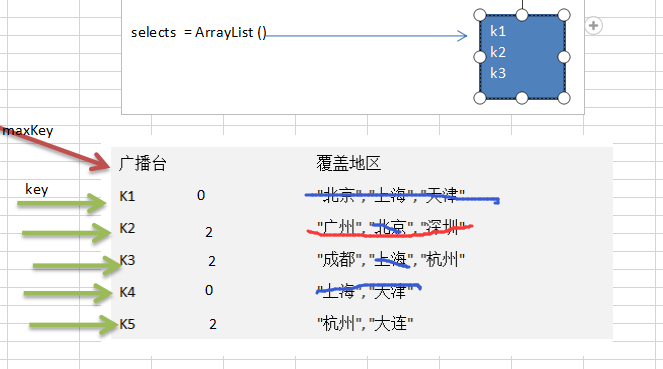 selects = ArrayList ()
k1
k2
k3
maxKey
广播台 覆盖地区
key
K1 0 "北京","上海","天津"
K2 2 "广州","北京","深圳"
K3 2 "成都","上海","杭州"
K4 0 "上海","天津"
K5 2 "杭州","大连"